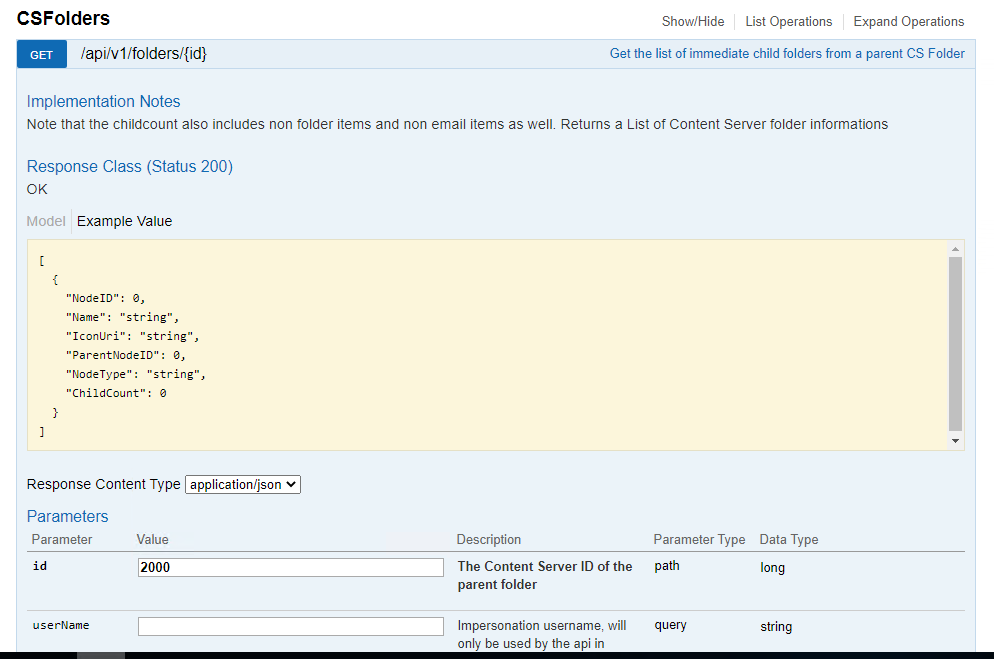 CSFolders
Show/Hide List Operations Expand Operations
GET /api/v1/folders/{id} Get the list of immediate child folders from a parent CS Folder
Implementation Notes
Note that the childcount also includes non folder items and non email items as well. Returns a List of Content Server folder informations
Response Class (Status 200)
OK
Model Example Value
[
{
"NodeID": 0,
"Name": "string",
"IconUri": "string",
"ParentNodeID": 0,
"NodeType": "string",
"ChildCount": 0
}
]
Response Content Type application/json
Parameters
Parameter Value Description Parameter Type Data Type
id 2000 The Content Server ID of the path long
parent folder
userName Impersonation username, will query string
only be used by the api in